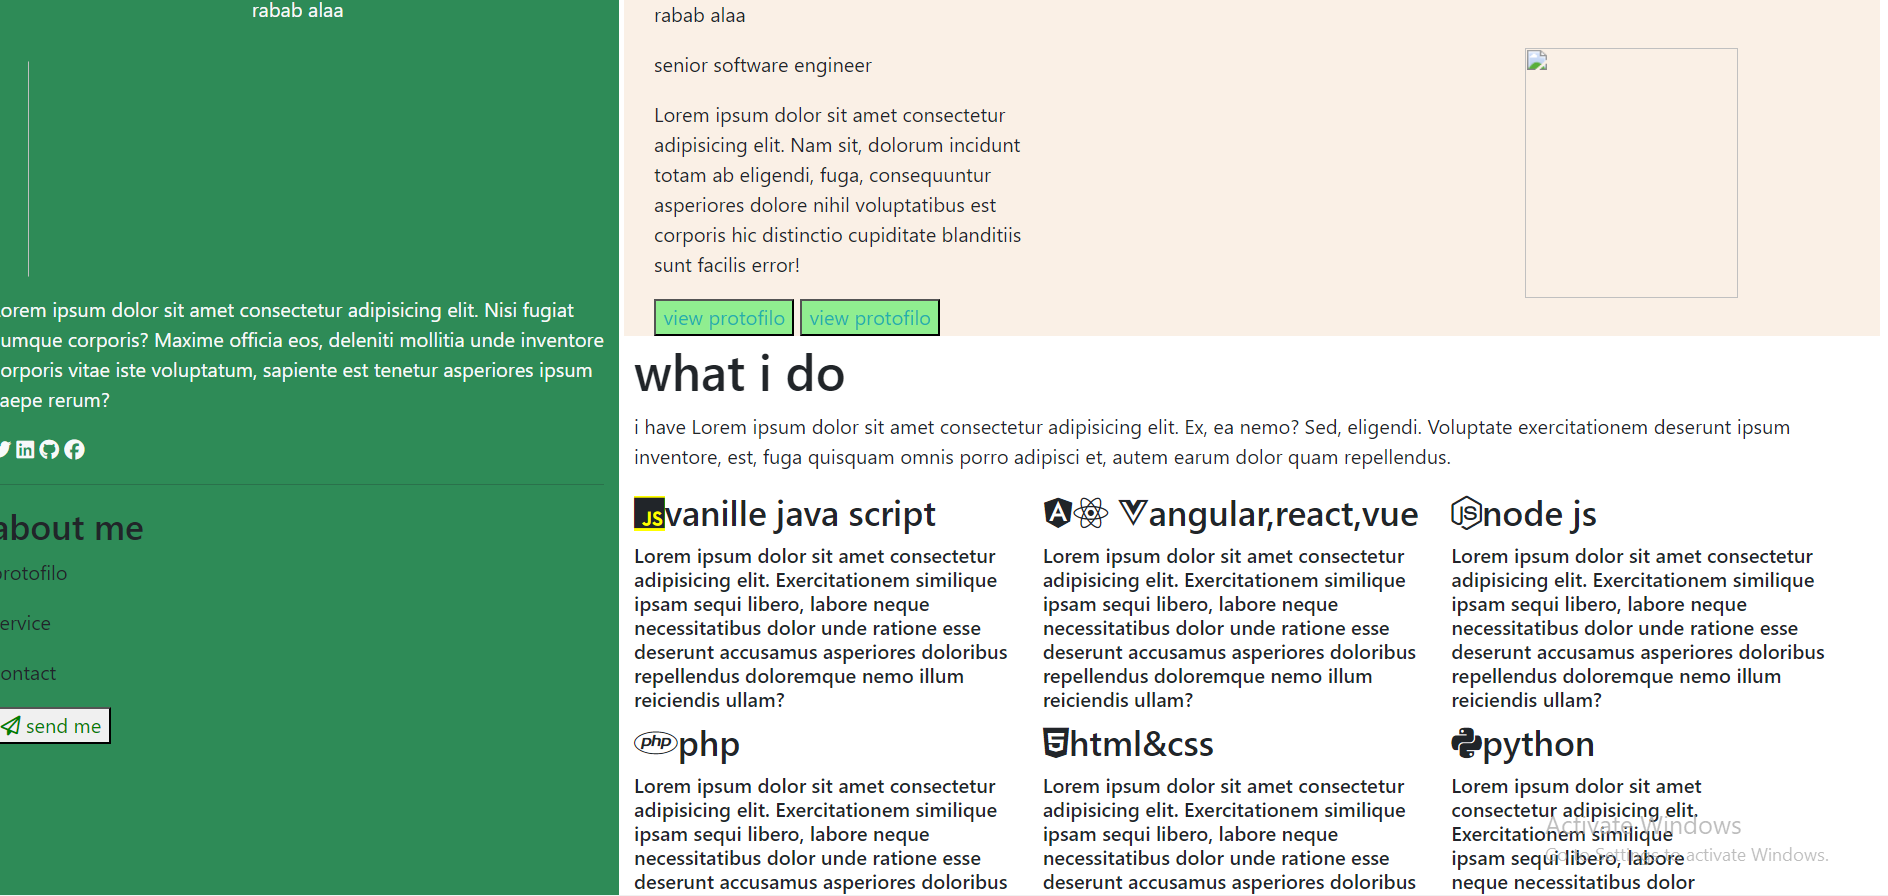 rabab alaa
orem ipsum dolor sit amet consectetur adipisicing elit. Nisi fugiat
umque corporis? Maxime officia eos, deleniti mollitia unde inventore
orporis vitae iste voluptatum, sapiente est tenetur asperiores ipsum
aepe rerum?
about me
rotofilo
ervice
ontact
send me
rabab alaa
senior software engineer
Lorem ipsum dolor sit amet consectetur
adipisicing elit. Nam sit, dolorum incidunt
totam ab eligendi, fuga, consequuntur
asperiores dolore nihil voluptatibus est
corporis hic distinctio cupiditate blanditiis
sunt facilis error!
view protofilo view protofilo
what i do
i have Lorem ipsum dolor sit amet consectetur adipisicing elit. Ex, ea nemo? Sed, eligendi. Voluptate exercitationem deserunt ipsum
inventore, est, fuga quisquam omnis porro adipisci et, autem earum dolor quam repellendus.
JS vanille java script
Lorem ipsum dolor sit amet consectetur
adipisicing elit. Exercitationem similique
ipsam sequi libero, labore neque
necessitatibus dolor unde ratione esse
deserunt accusamus asperiores doloribus
repellendus doloremque nemo illum
reiciendis ullam?
angular,react,vue
Lorem ipsum dolor sit amet consectetur
adipisicing elit. Exercitationem similique
ipsam sequi libero, labore neque
necessitatibus dolor unde ratione esse
deserunt accusamus asperiores doloribus
repellendus doloremque nemo illum
reiciendis ullam?
JS node js
Lorem ipsum dolor sit amet consectetur
adipisicing elit. Exercitationem similique
ipsam sequi libero, labore neque
necessitatibus dolor unde ratione esse
deserunt accusamus asperiores doloribus
repellendus doloremque nemo illum
reiciendis ullam?
php php
Lorem ipsum dolor sit amet consectetur
adipisicing elit. Exercitationem similique
ipsam sequi libero, labore neque
necessitatibus dolor unde ratione esse
deserunt accusamus asperiores doloribus
html&css
Lorem ipsum dolor sit amet consectetur
adipisicing elit. Exercitationem similique
ipsam sequi libero, labore neque
necessitatibus dolor unde ratione esse
deserunt accusamus asperiores doloribus
python
Lorem ipsum dolor sit amet
consectetur adipisicing elit.
Exercitationem similique
ipsam sequi libero, labore
neque necessitatibus dolor
Activate Windows
Go to Settings to activate Windows.